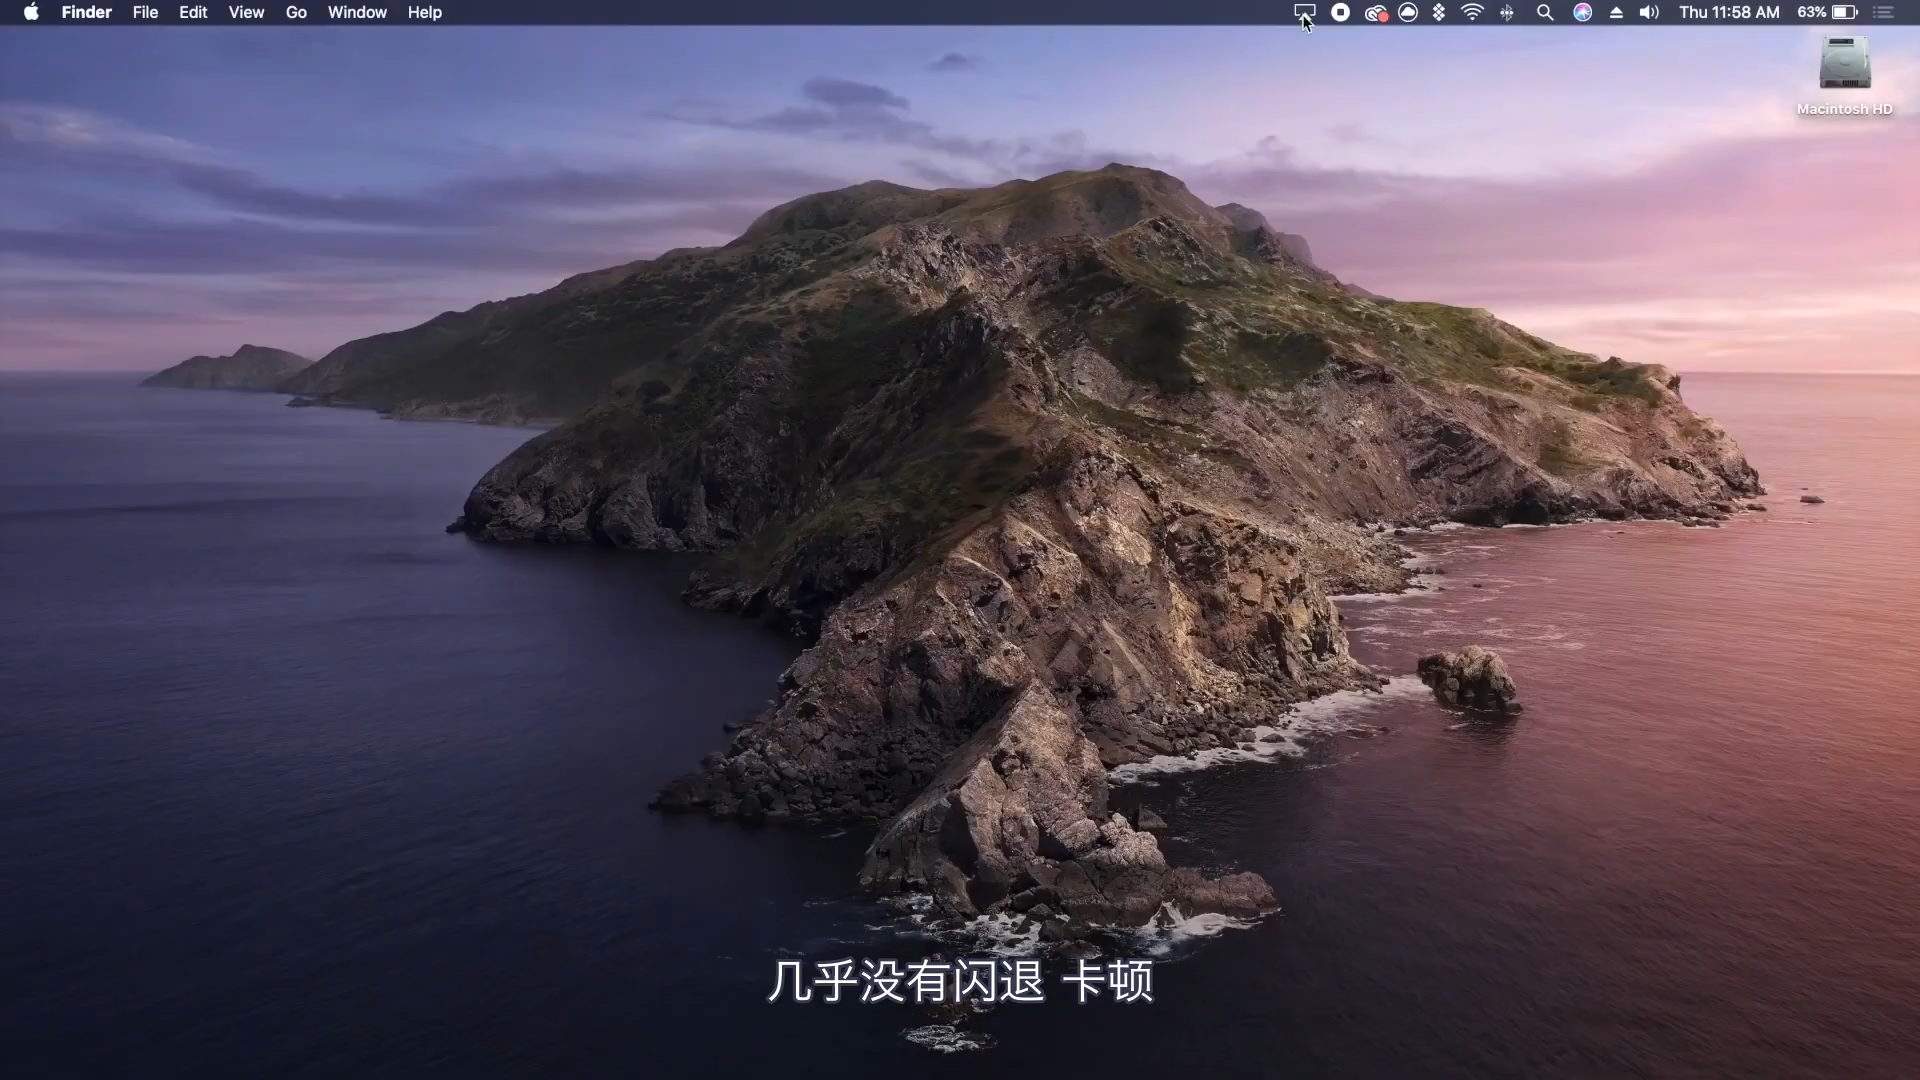 Finder File Edit View Go Window Help Thu 11:58 AM 63%
Macintosh HD
几乎没有闪退 卡顿